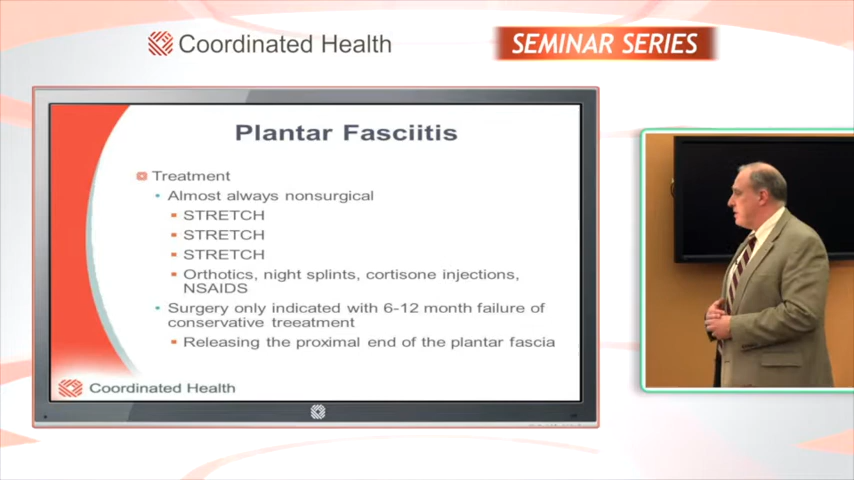 Coordinated Health
SEMINAR SERIES
Plantar Fasciitis
Treatment
Almost always nonsurgical
STRETCH
STRETCH
STRETCH
Orthotics, night splints, cortisone injections,
NSAIDS
Surgery only indicated with 6-12 month failure of
conservative treeatment
Releasing the proximal end of the plantar fascia
Coordinated Health